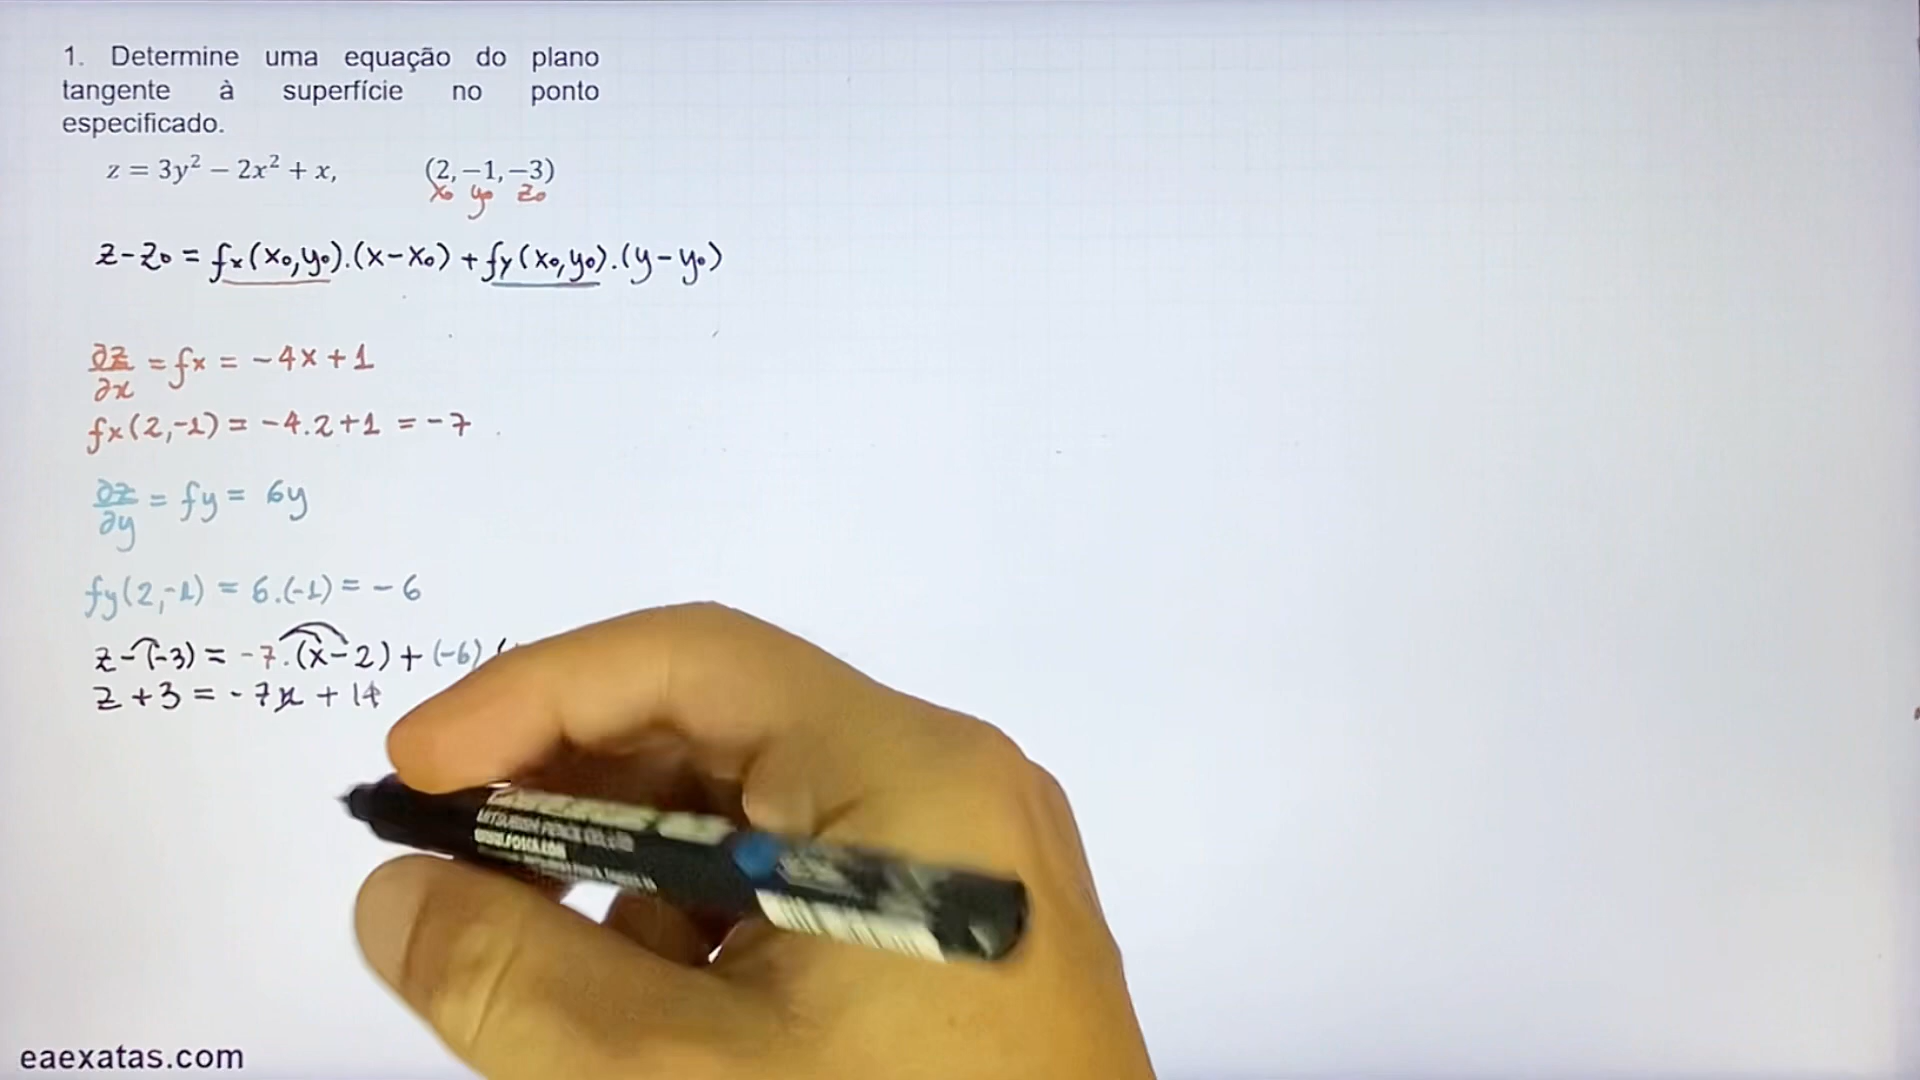 1. Determine uma equação do plano
tangente à superfície no ponto
especificado.
z = 3y² − 2x² + x, (2, −1, −3)
x₀ y₀ z₀
z - z₀ = fx(x₀,y₀).(x-x₀) + fy(x₀,y₀).(y-y₀)
∂z/∂x = fx = -4x+1
fx(2,-1) = -4.2+1 = -7
∂z/∂y = fy = 6y
fy(2,-1) = 6.(-1) = -6
z-(-3) = -7.(x-2) + (-6)
z+3 = -7x + 14
eaexatas.com